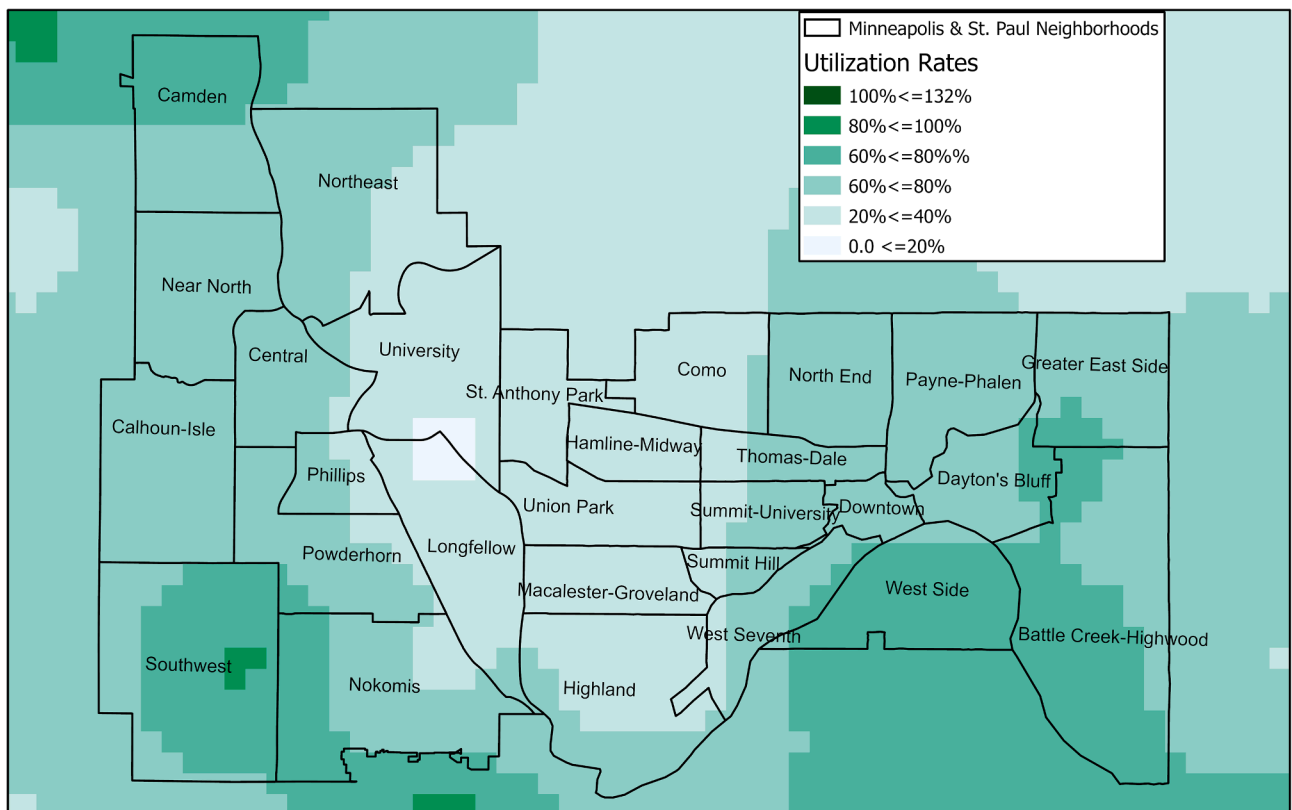 Minneapolis & St. Paul Neighborhoods
Utilization Rates
100%<=132%
80%<=100%
60%<=80%%
60%<=80%
20%<=40%
0.0 <=20%
Camden
Northeast
Near North
Central
University
St. Anthony Park
Como
North End
Payne-Phalen
Greater East Side
Calhoun-Isle
Hamline-Midway
Thomas-Dale
Phillips
Dayton's Bluff
Union Park
Summit-University
Downtown
Powderhorn
Longfellow
Summit Hill
Macalester-Groveland
West Side
West Seventh
Battle Creek-Highwood
Southwest
Nokomis
Highland